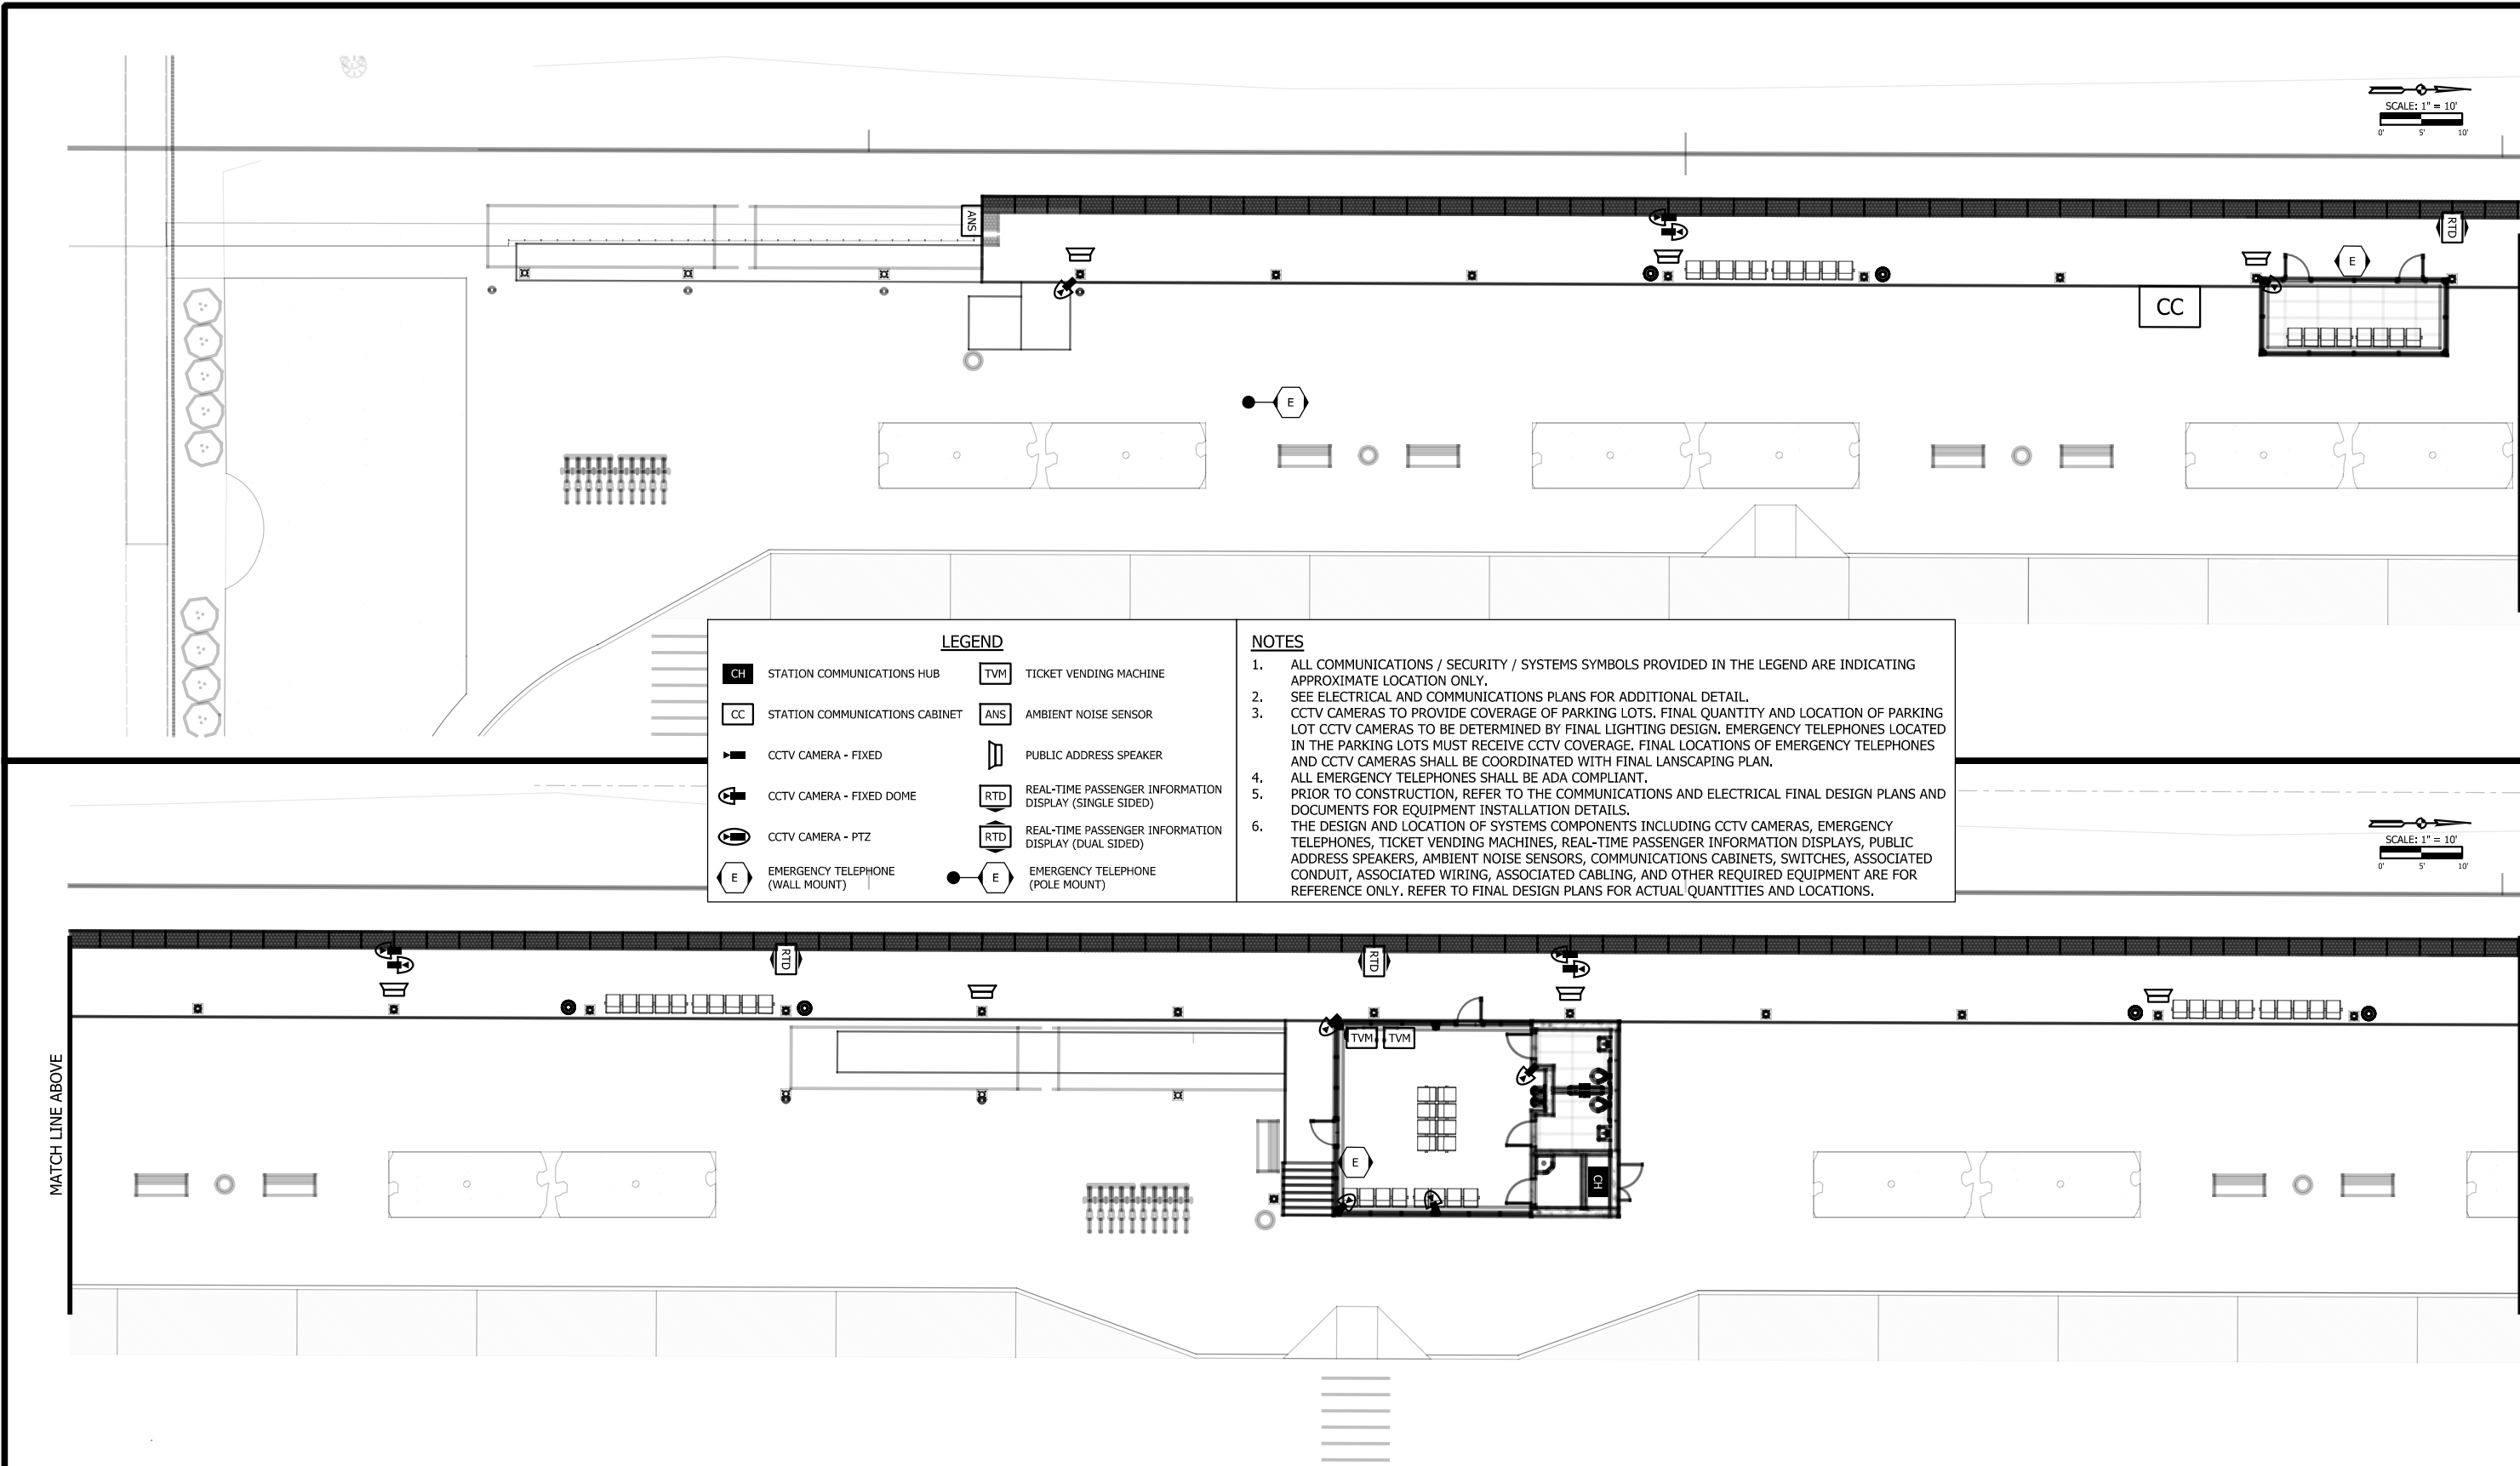 SCALE: 1" = 10'
0' 5' 10'
ANS
RTD
E
CC
E
LEGEND
CH STATION COMMUNICATIONS HUB
TVM TICKET VENDING MACHINE
CC STATION COMMUNICATIONS CABINET
ANS AMBIENT NOISE SENSOR
CCTV CAMERA - FIXED
PUBLIC ADDRESS SPEAKER
CCTV CAMERA - FIXED DOME
RTD REAL-TIME PASSENGER INFORMATION
DISPLAY (SINGLE SIDED)
CCTV CAMERA - PTZ
RTD REAL-TIME PASSENGER INFORMATION
DISPLAY (DUAL SIDED)
E EMERGENCY TELEPHONE
(WALL MOUNT)
E EMERGENCY TELEPHONE
(POLE MOUNT)
NOTES
1. ALL COMMUNICATIONS / SECURITY / SYSTEMS SYMBOLS PROVIDED IN THE LEGEND ARE INDICATING
APPROXIMATE LOCATION ONLY.
2. SEE ELECTRICAL AND COMMUNICATIONS PLANS FOR ADDITIONAL DETAIL.
3. CCTV CAMERAS TO PROVIDE COVERAGE OF PARKING LOTS. FINAL QUANTITY AND LOCATION OF PARKING
LOT CCTV CAMERAS TO BE DETERMINED BY FINAL LIGHTING DESIGN. EMERGENCY TELEPHONES LOCATED
IN THE PARKING LOTS MUST RECEIVE CCTV COVERAGE. FINAL LOCATIONS OF EMERGENCY TELEPHONES
AND CCTV CAMERAS SHALL BE COORDINATED WITH FINAL LANSCAPING PLAN.
4. ALL EMERGENCY TELEPHONES SHALL BE ADA COMPLIANT.
5. PRIOR TO CONSTRUCTION, REFER TO THE COMMUNICATIONS AND ELECTRICAL FINAL DESIGN PLANS AND
DOCUMENTS FOR EQUIPMENT INSTALLATION DETAILS.
6. THE DESIGN AND LOCATION OF SYSTEMS COMPONENTS INCLUDING CCTV CAMERAS, EMERGENCY
TELEPHONES, TICKET VENDING MACHINES, REAL-TIME PASSENGER INFORMATION DISPLAYS, PUBLIC
ADDRESS SPEAKERS, AMBIENT NOISE SENSORS, COMMUNICATIONS CABINETS, SWITCHES, ASSOCIATED
CONDUIT, ASSOCIATED WIRING, ASSOCIATED CABLING, AND OTHER REQUIRED EQUIPMENT ARE FOR
REFERENCE ONLY. REFER TO FINAL DESIGN PLANS FOR ACTUAL QUANTITIES AND LOCATIONS.
SCALE: 1" = 10'
0' 5' 10'
RTD
RTD
TVM TVM
MATCH LINE ABOVE
E
CH